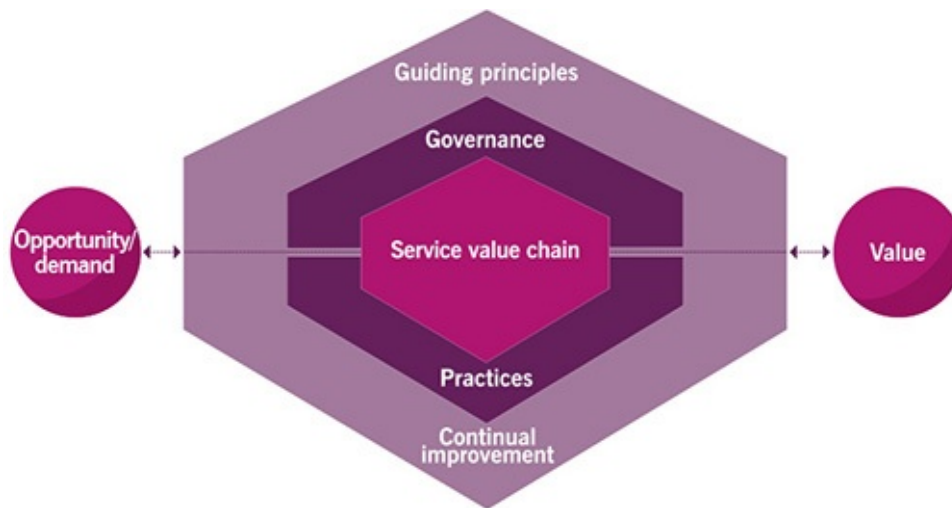 Guiding principles
Governance
Opportunity/
demand
Service value chain
Value
Practices
Continual
improvement